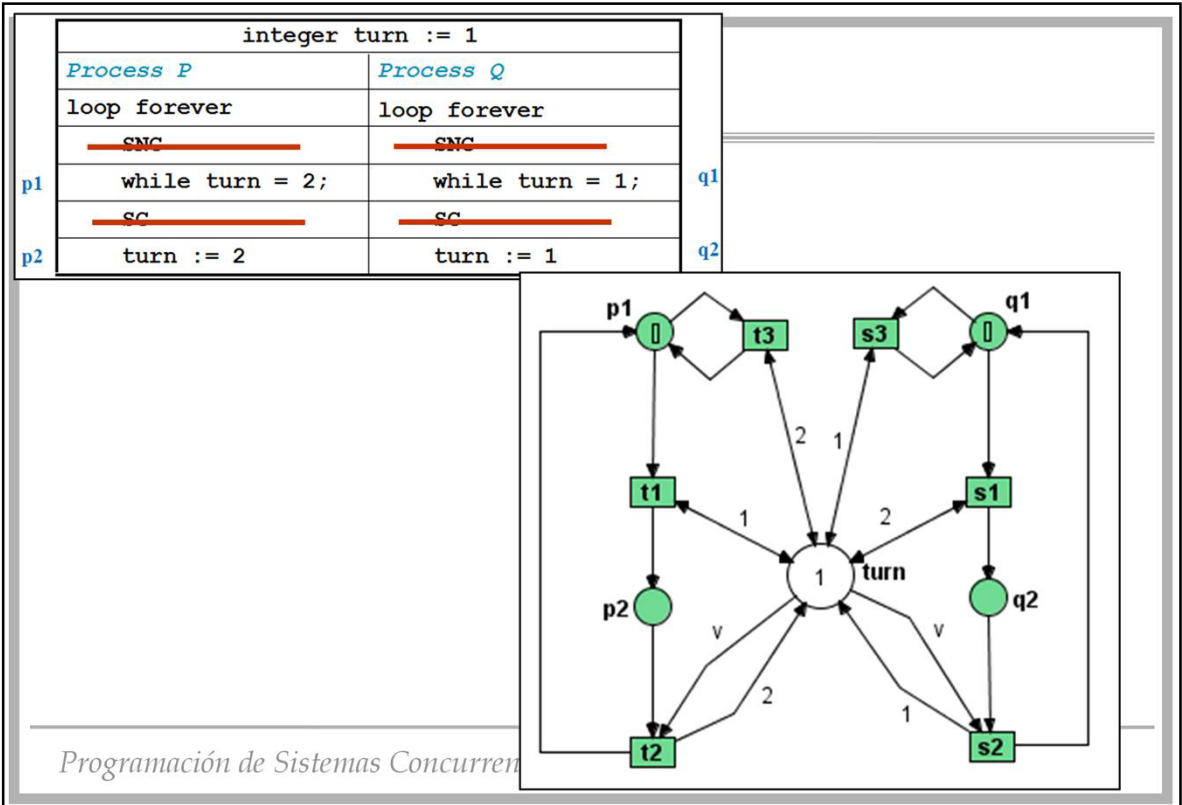 integer turn := 1
Process P Process Q
loop forever loop forever
SNC SNC
p1 while turn = 2; while turn = 1; q1
SC SC
p2 turn := 2 turn := 1 q2
p1 q1
t3 s3
2 1
t1 s1
1 2
1 turn
p2 q2
v v
2 1
t2 s2
Programación de Sistemas Concurren